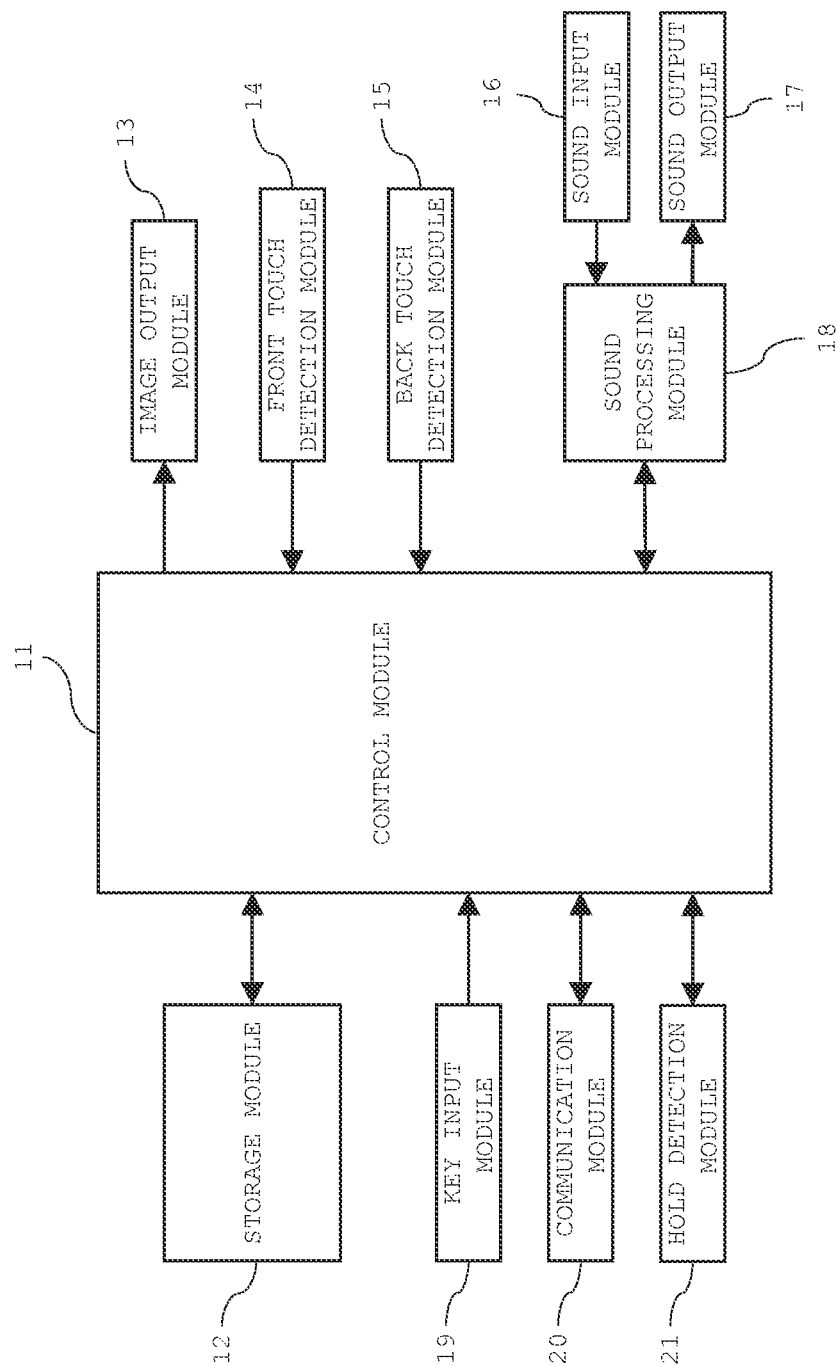 11
CONTROL MODULE
12
STORAGE MODULE
13
IMAGE OUTPUT
MODULE
14
FRONT TOUCH
DETECTION MODULE
15
BACK TOUCH
DETECTION MODULE
16
SOUND INPUT
MODULE
17
SOUND OUTPUT
MODULE
18
SOUND
PROCESSING
MODULE
19
KEY INPUT
MODULE
20
COMMUNICATION
MODULE
21
HOLD DETECTION
MODULE